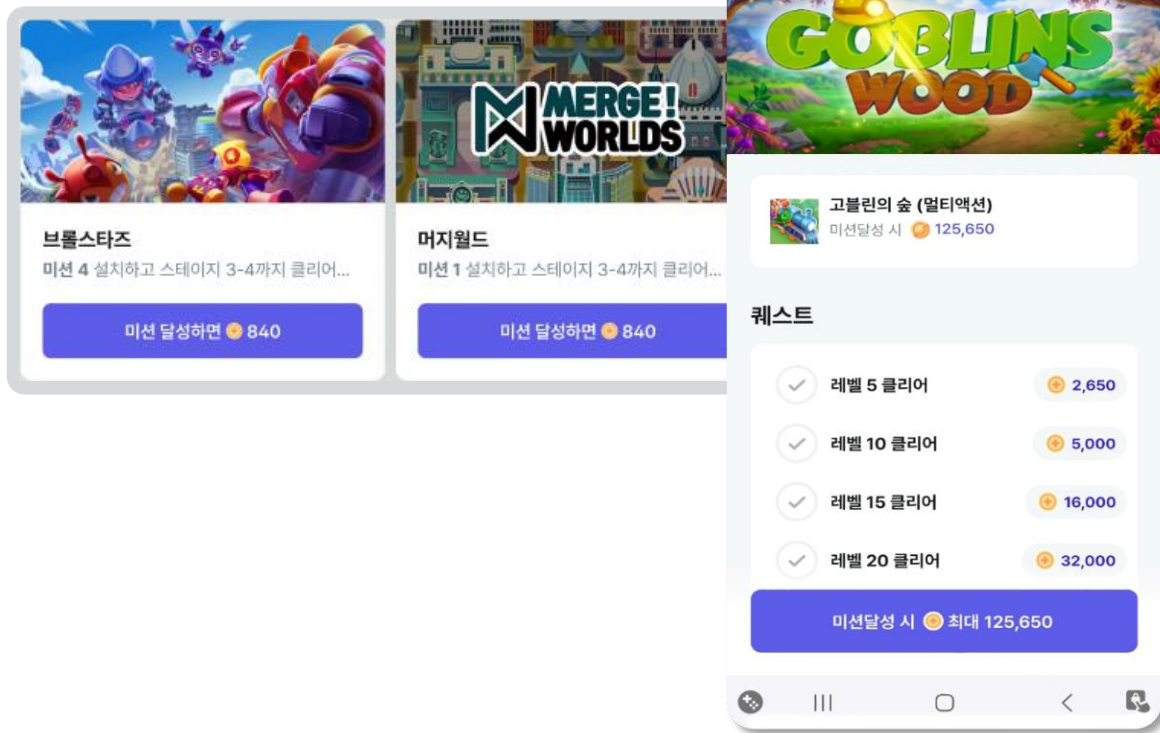 브롤스타즈
미션 4 설치하고 스테이지 3-4까지 클리어...
미션 달성하면 840
MERGE!
WORLDS
머지월드
미션 1 설치하고 스테이지 3-4까지 클리어...
미션 달성하면 840
GOBLINS
WOOD
고블린의 숲 (멀티액션)
미션달성 시 125,650
퀘스트
레벨 5 클리어 2,650
레벨 10 클리어 5,000
레벨 15 클리어 16,000
레벨 20 클리어 32,000
미션달성 시 최대 125,650